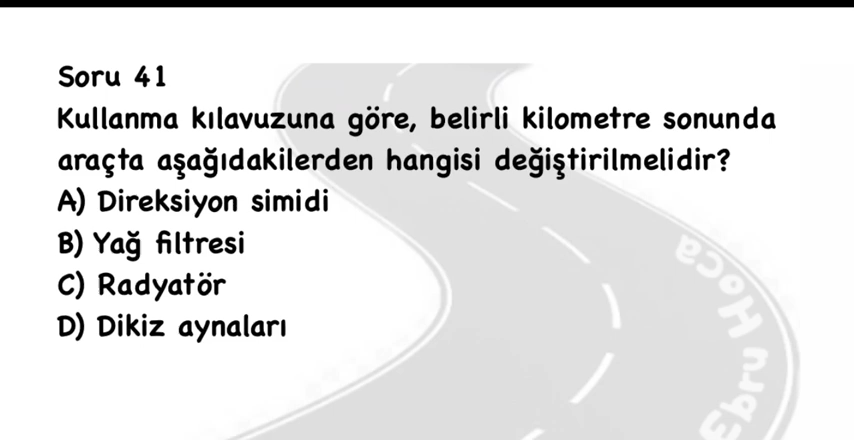 Soru 41
Kullanma kılavuzuna göre, belirli kilometre sonunda
araçta aşağıdakilerden hangisi değiştirilmelidir?
A) Direksiyon simidi
B) Yağ filtresi
C) Radyatör
D) Dikiz aynaları
Ebru Hoca